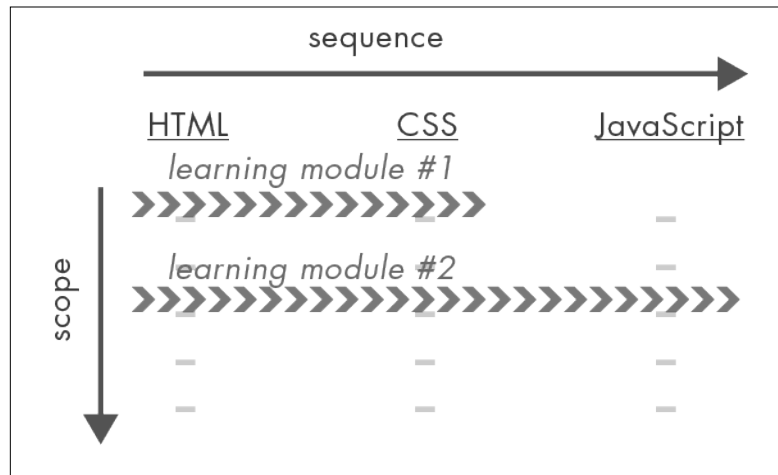 sequence
HTML CSS JavaScript
learning module #1
learning module #2
scope